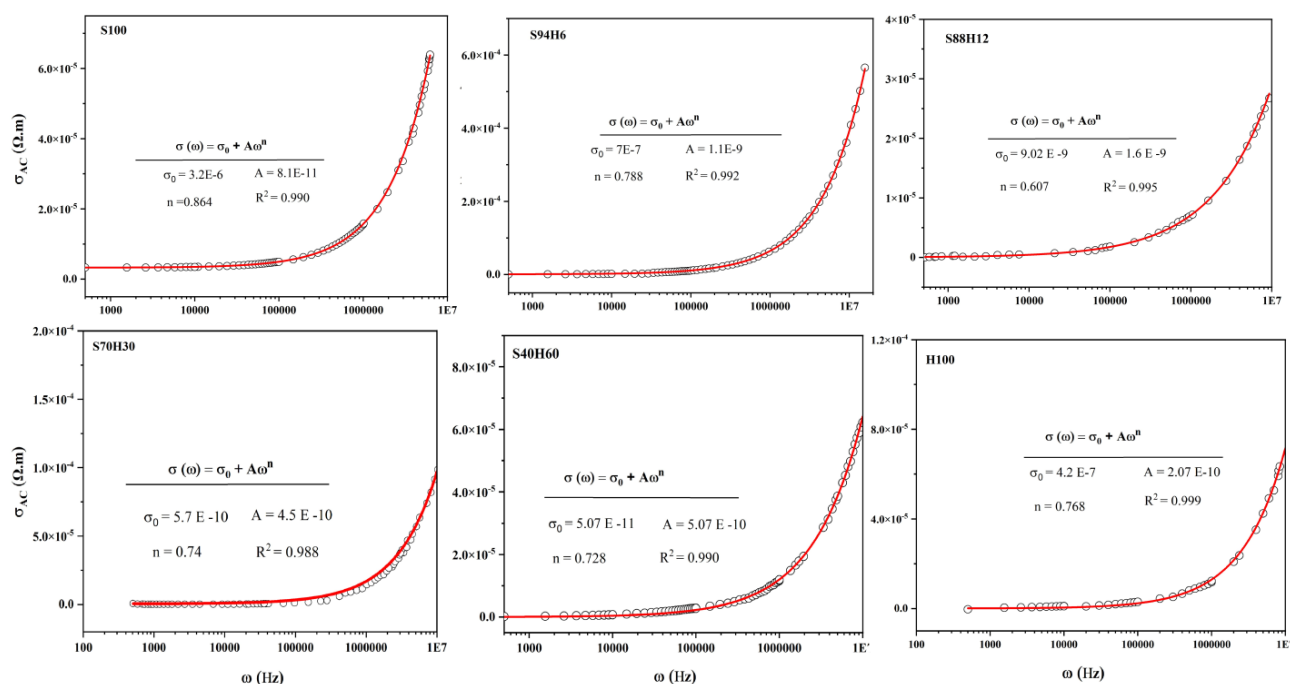 S100
σ_AC (Ω.m)
6.0×10⁻⁵
4.0×10⁻⁵
2.0×10⁻⁵
0.0
σ (ω) = σ₀ + Aωⁿ
σ₀ = 3.2E-6 A = 8.1E-11
n =0.864 R² = 0.990
100 10000 1000000 1E7
S94H6
6.0×10⁻⁴
4.0×10⁻⁴
2.0×10⁻⁴
0.0
σ (ω) = σ₀ + Aωⁿ
σ₀ = 7E-7 A = 1.1E-9
n = 0.788 R² = 0.992
1000 10000 100000 1000000 1E7
S88H12
4×10⁻⁵
3×10⁻⁵
2×10⁻⁵
1×10⁻⁵
0
σ (ω) = σ₀ + Aωⁿ
σ₀ = 9.02 E -9 A = 1.6 E -9
n = 0.607 R² = 0.995
1000 10000 100000 1000000 1E7
S70H30
σ_AC (Ω.m)
2.0×10⁻⁴
1.5×10⁻⁴
1.0×10⁻⁴
5.0×10⁻⁵
0.0
σ (ω) = σ₀ + Aωⁿ
σ₀ = 5.7 E -10 A = 4.5 E -10
n = 0.74 R² = 0.988
100 1000 10000 100000 1000000 1E7
ω (Hz)
S40H60
8.0×10⁻⁵
6.0×10⁻⁵
4.0×10⁻⁵
2.0×10⁻⁵
0.0
σ (ω) = σ₀ + Aωⁿ
σ₀ = 5.07 E -11 A = 5.07 E -10
n = 0.728 R² = 0.990
1000 10000 100000 1000000
ω (Hz)
H100
1.2×10⁻⁴
8.0×10⁻⁵
4.0×10⁻⁵
0.0
σ (ω) = σ₀ + Aωⁿ
σ₀ = 4.2 E-7 A = 2.07 E -10
n = 0.768 R² = 0.999
100 1000 10000 100000 1000000
ω (Hz)